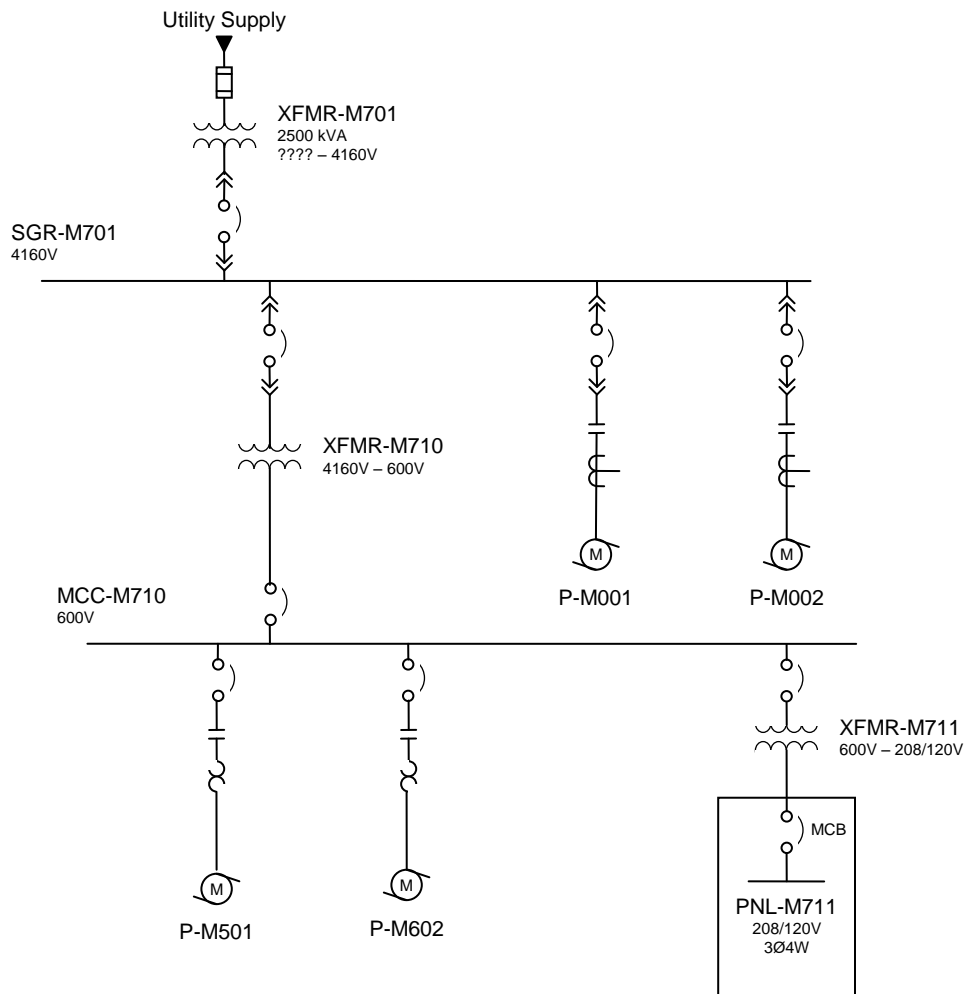 Utility Supply
XFMR-M701
2500 kVA
???? – 4160V
SGR-M701
4160V
XFMR-M710
4160V – 600V
M
M
P-M001
P-M002
MCC-M710
600V
XFMR-M711
600V – 208/120V
MCB
M
M
P-M501
P-M602
PNL-M711
208/120V
3Ø4W